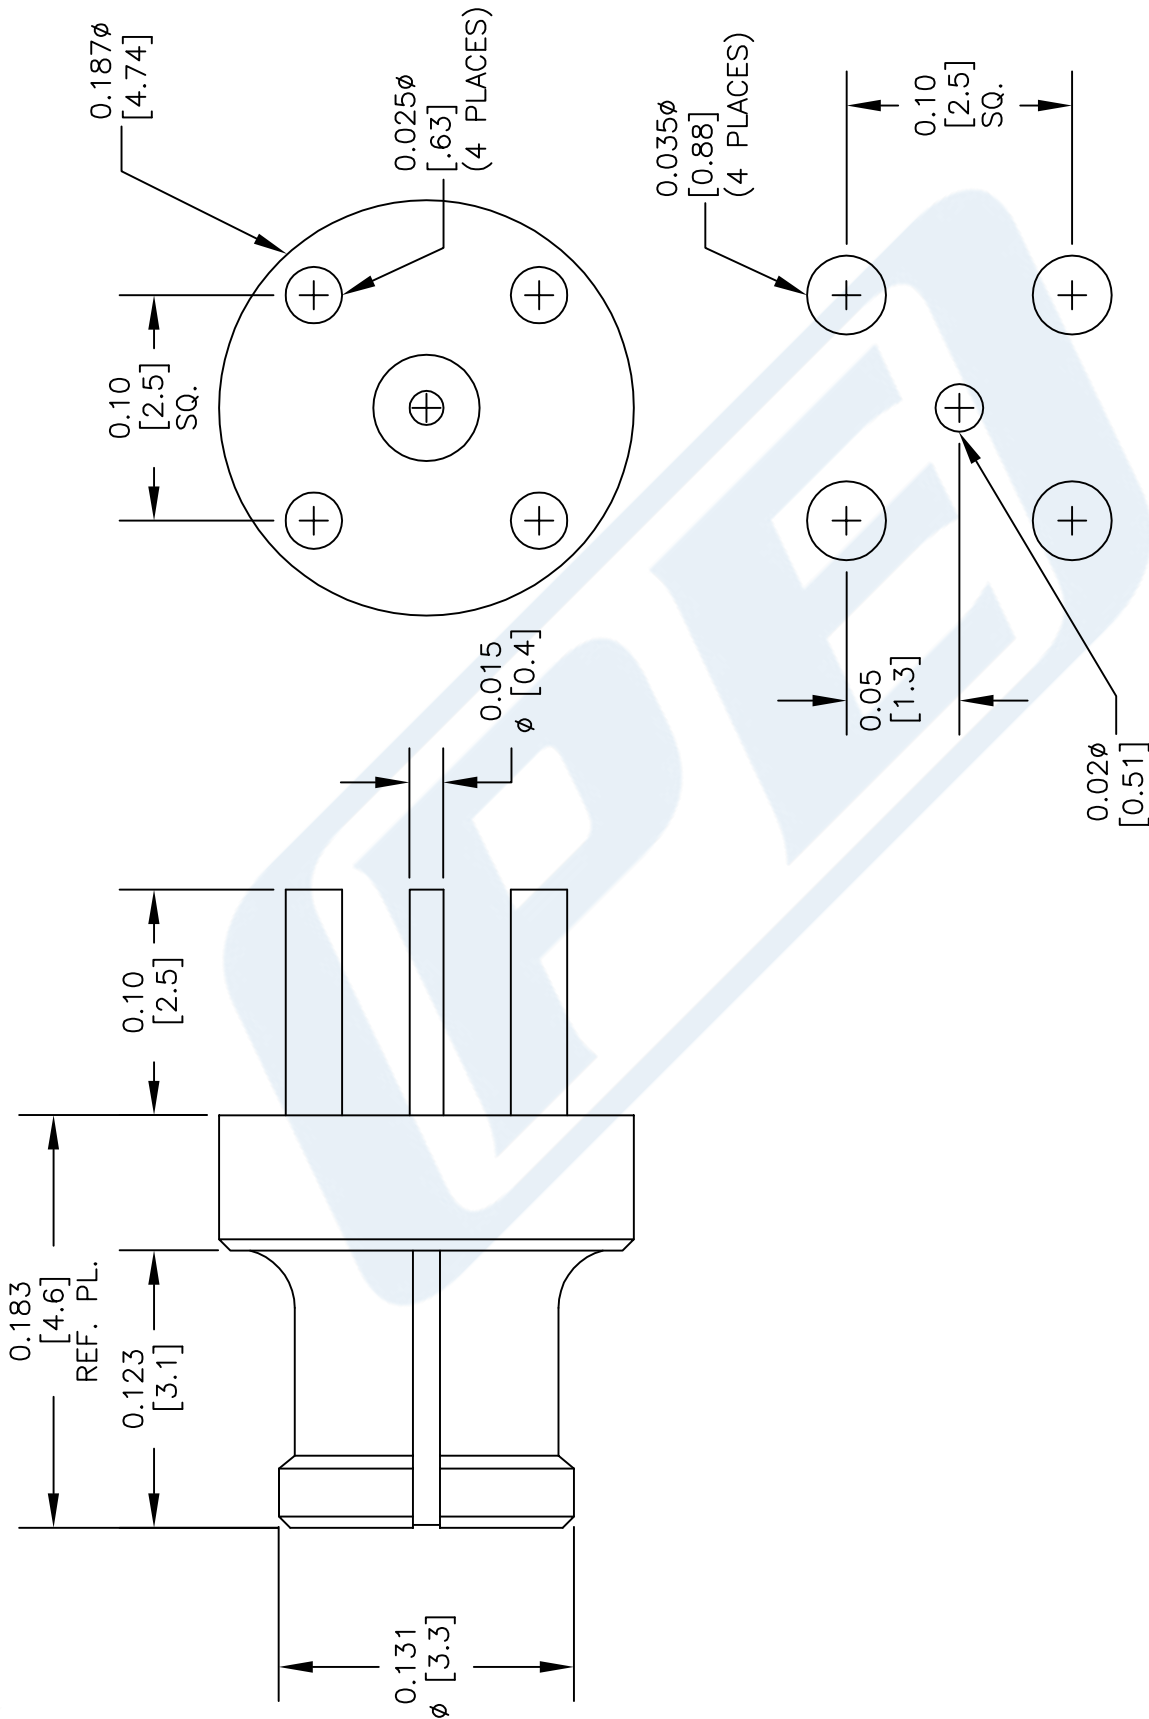 0.183
[4.6]
REF. PL.
0.123
[3.1]
0.10
[2.5]
0.131
ø [3.3]
0.015
ø [0.4]
0.10
[2.5]
SQ.
0.187ø
[4.74]
0.025ø
[.63]
(4 PLACES)
0.035ø
[0.88]
(4 PLACES)
0.10
[2.5]
SQ.
0.05
[1.3]
0.02ø
[0.51]
PE